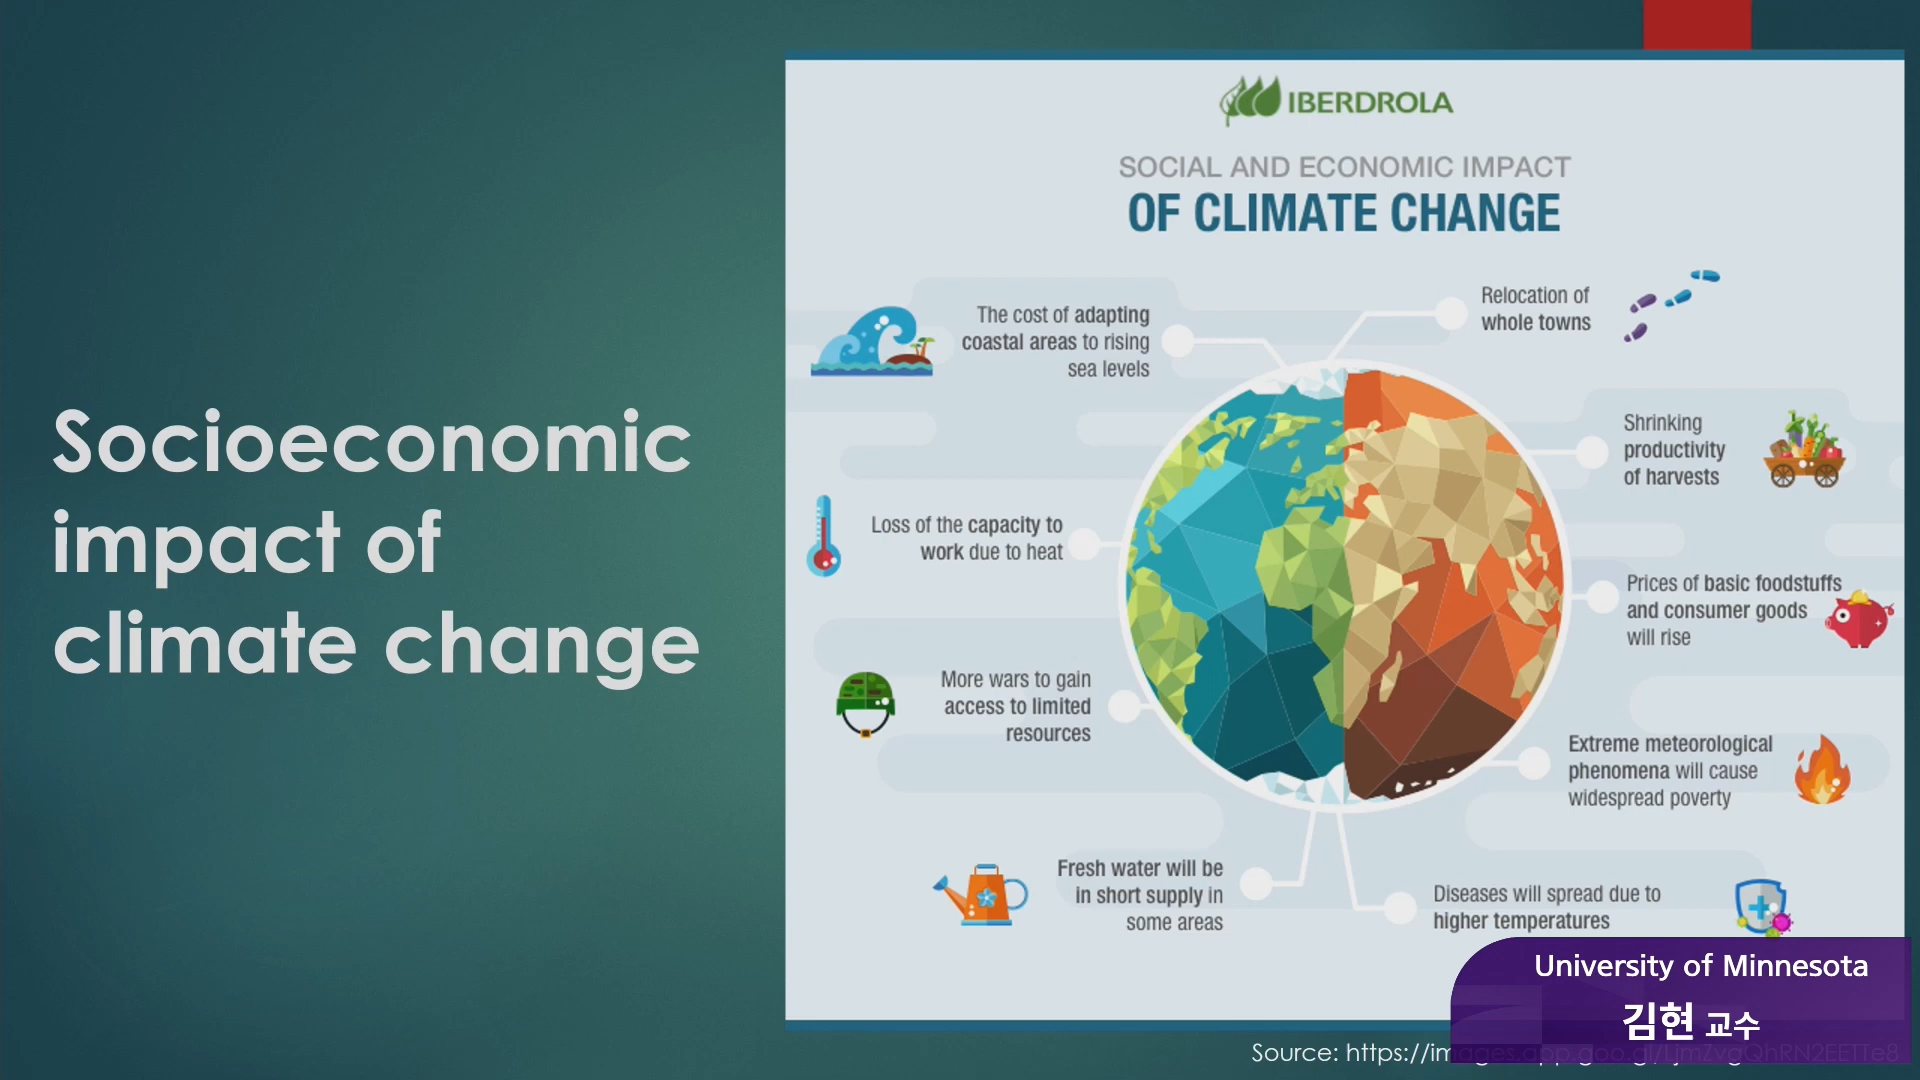 Socioeconomic
impact of
climate change
IBERDROLA
SOCIAL AND ECONOMIC IMPACT
OF CLIMATE CHANGE
The cost of adapting
coastal areas to rising
sea levels
Relocation of
whole towns
Shrinking
productivity
of harvests
Loss of the capacity to
work due to heat
Prices of basic foodstuffs
and consumer goods
will rise
More wars to gain
access to limited
resources
Extreme meteorological
phenomena will cause
widespread poverty
Fresh water will be
in short supply in
some areas
Diseases will spread due to
higher temperatures
University of Minnesota
김현 교수
Source: https://images.app.goo.gl/